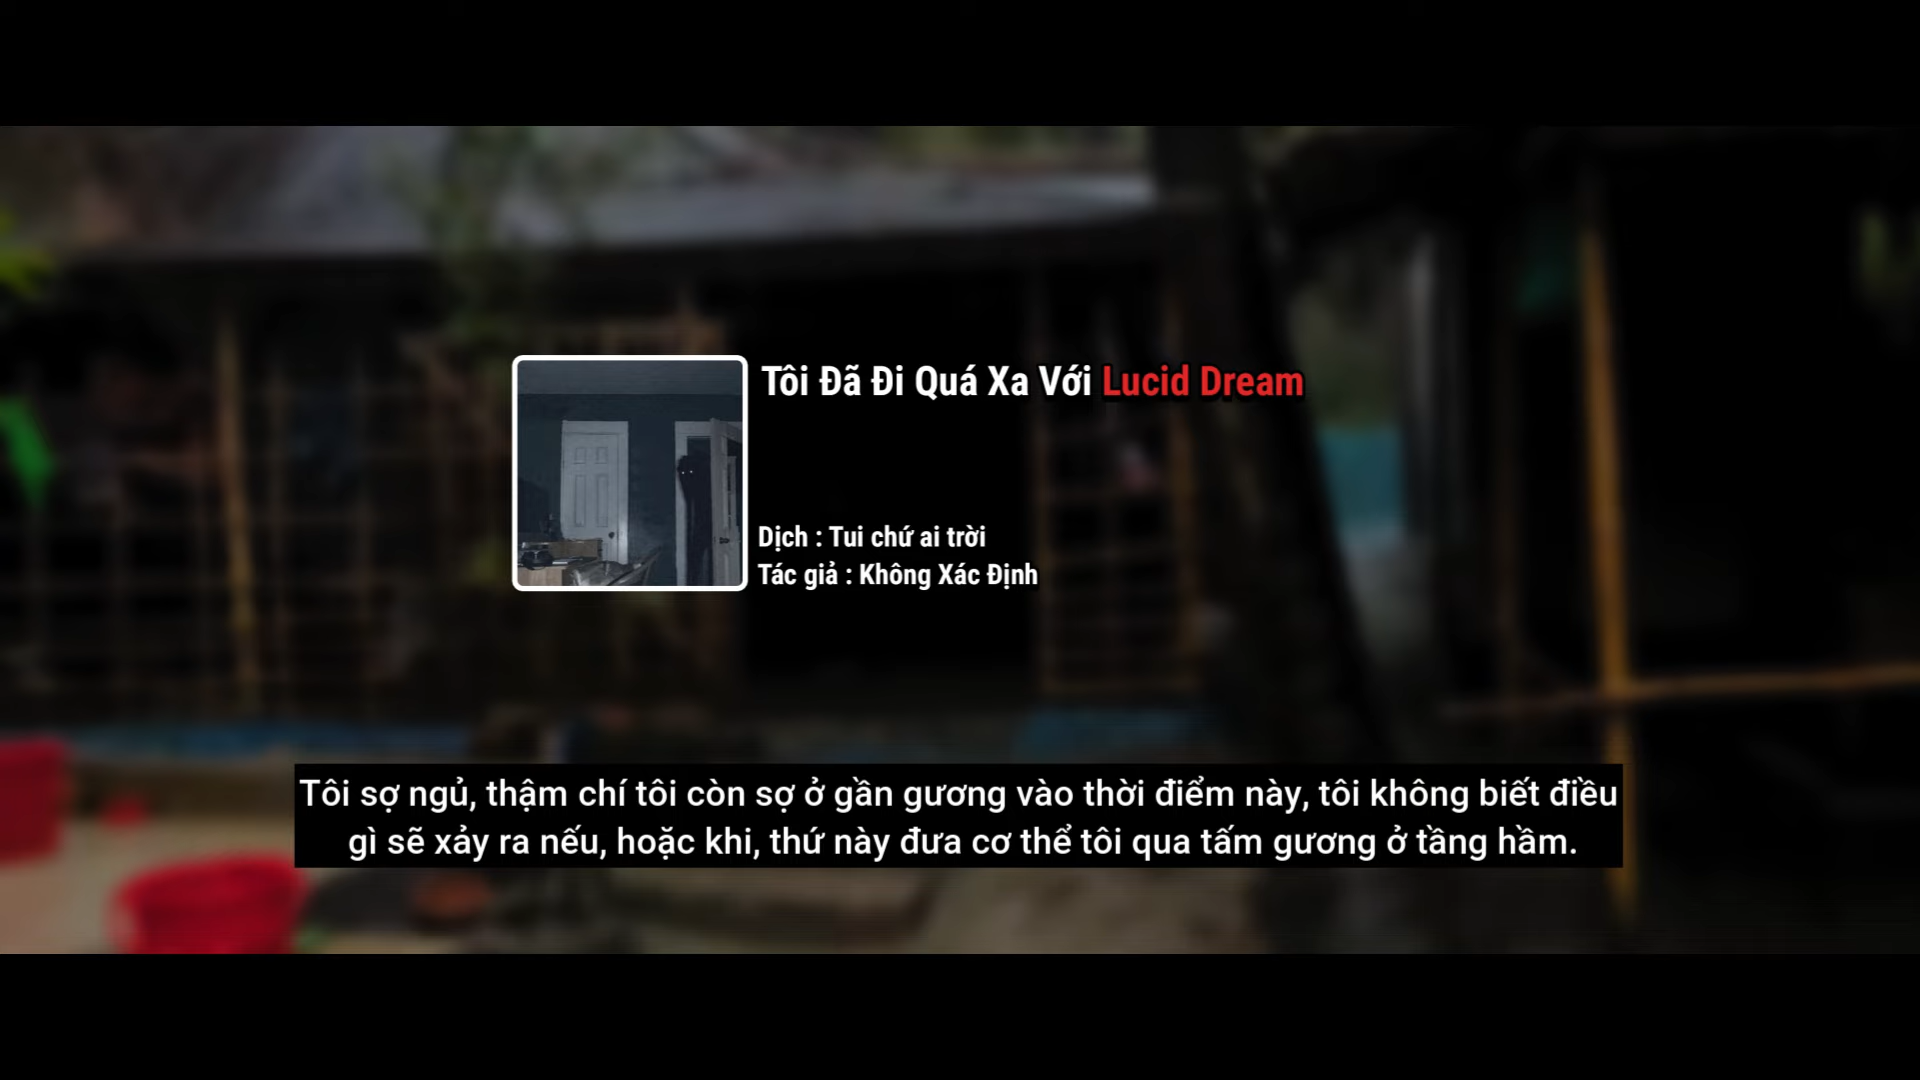 Tôi Đã Đi Quá Xa Với Lucid Dream
Dịch : Tui chứ ai trời
Tác giả : Không Xác Định
Tôi sợ ngủ, thậm chí tôi còn sợ ở gần gương vào thời điểm này, tôi không biết điều
gì sẽ xảy ra nếu, hoặc khi, thứ này đưa cơ thể tôi qua tấm gương ở tầng hầm.